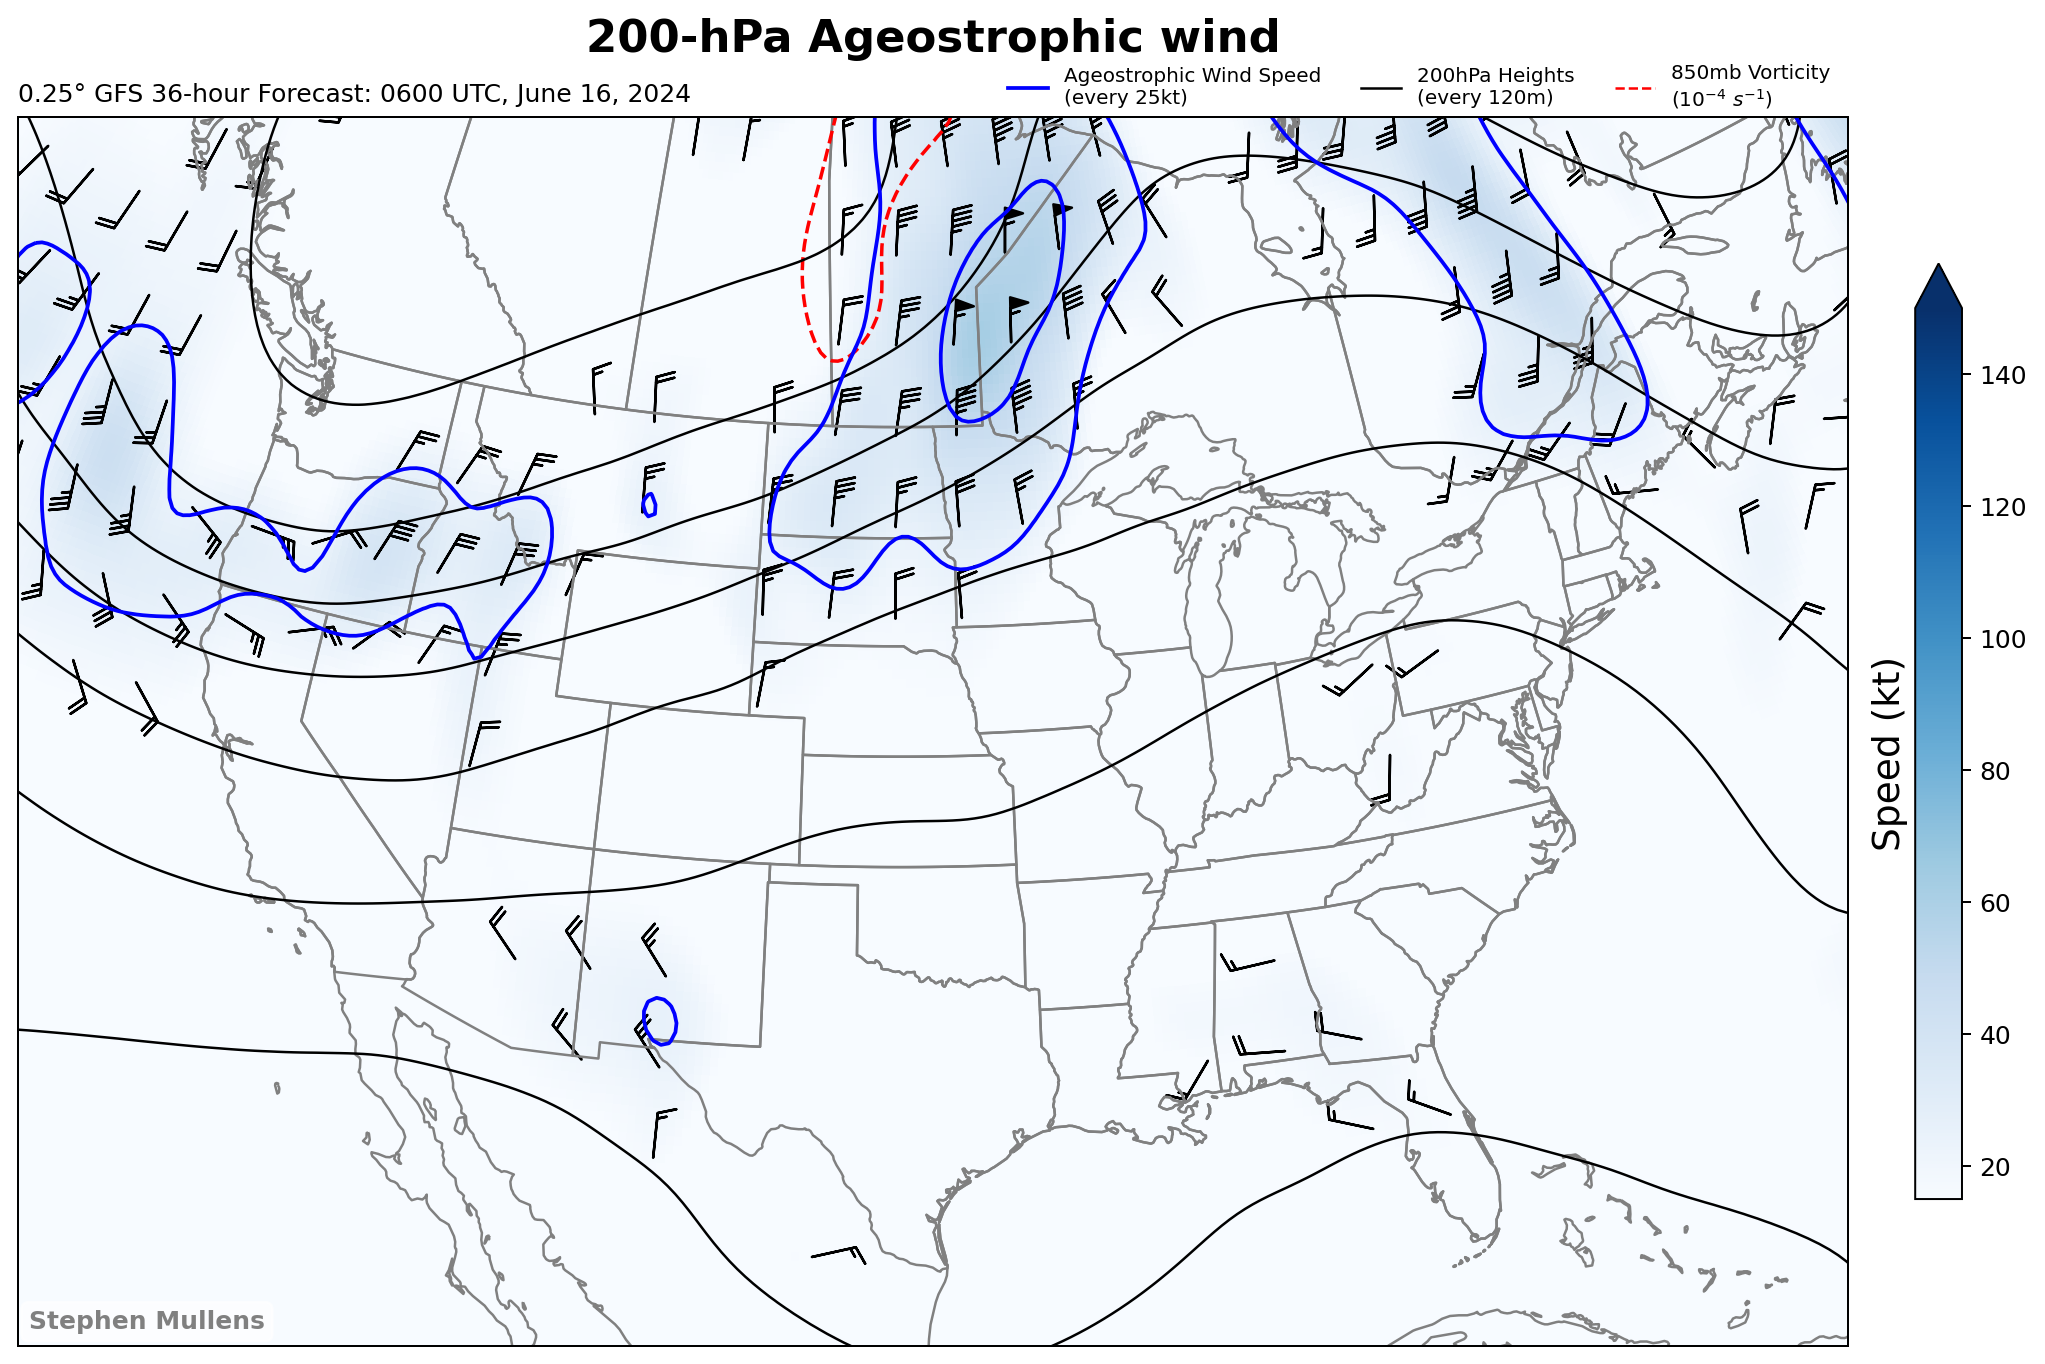 200-hPa Ageostrophic wind
0.25° GFS 36-hour Forecast: 0600 UTC, June 16, 2024
Ageostrophic Wind Speed
(every 25kt)
200hPa Heights
(every 120m)
850mb Vorticity
(10⁻⁴ s⁻¹)
140
120
100
80
60
40
20
Speed (kt)
Stephen Mullens